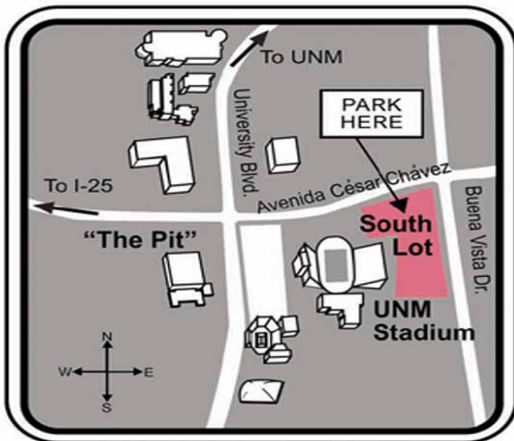 To UNM
PARK
HERE
University Blvd.
To I-25
Avenida César Chávez
"The Pit"
South
Lot
Buena Vista Dr.
UNM
Stadium
N
W E
S